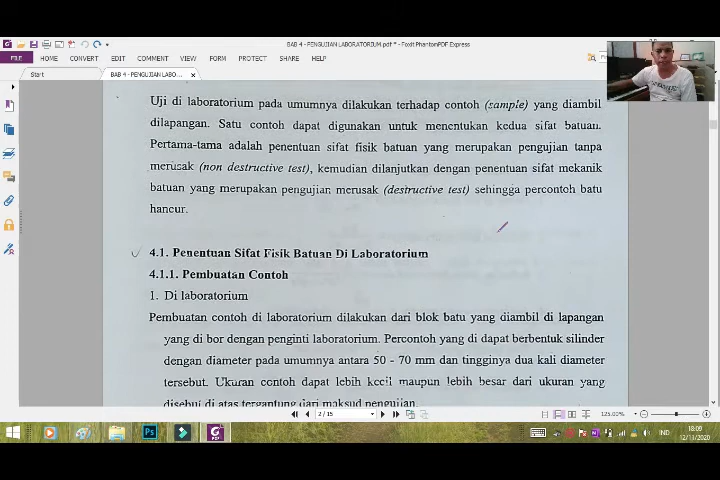 BAB 4 - PENGUJIAN LABORATORIUM.pdf * - Foxit PhantomPDF Express
FILE HOME CONVERT EDIT COMMENT VIEW FORM PROTECT SHARE HELP
Start BAB 4 - PENGUJIAN LABO...
Uji di laboratorium pada umumnya dilakukan terhadap contoh (sample) yang diambil
dilapangan. Satu contoh dapat digunakan untuk menentukan kedua sifat batuan.
Pertama-tama adalah penentuan sifat fisik batuan yang merupakan pengujian tanpa
merusak (non destructive test), kemudian dilanjutkan dengan penentuan sifat mekanik
batuan yang merupakan pengujian merusak (destructive test) sehingga percontoh batu
hancur.
4.1. Penentuan Sifat Fisik Batuan Di Laboratorium
4.1.1. Pembuatan Contoh
1. Di laboratorium
Pembuatan contoh di laboratorium dilakukan dari blok batu yang diambil di lapangan
yang di bor dengan penginti laboratorium. Percontoh yang di dapat berbentuk silinder
dengan diameter pada umumnya antara 50 - 70 mm dan tingginya dua kali diameter
tersebut. Ukuran contoh dapat lebih kecil maupun lebih besar dari ukuran yang
disebut di atas tergantung dari maksud pengujian.
2 / 15 125.00%
IND 18:09
12/11/2020